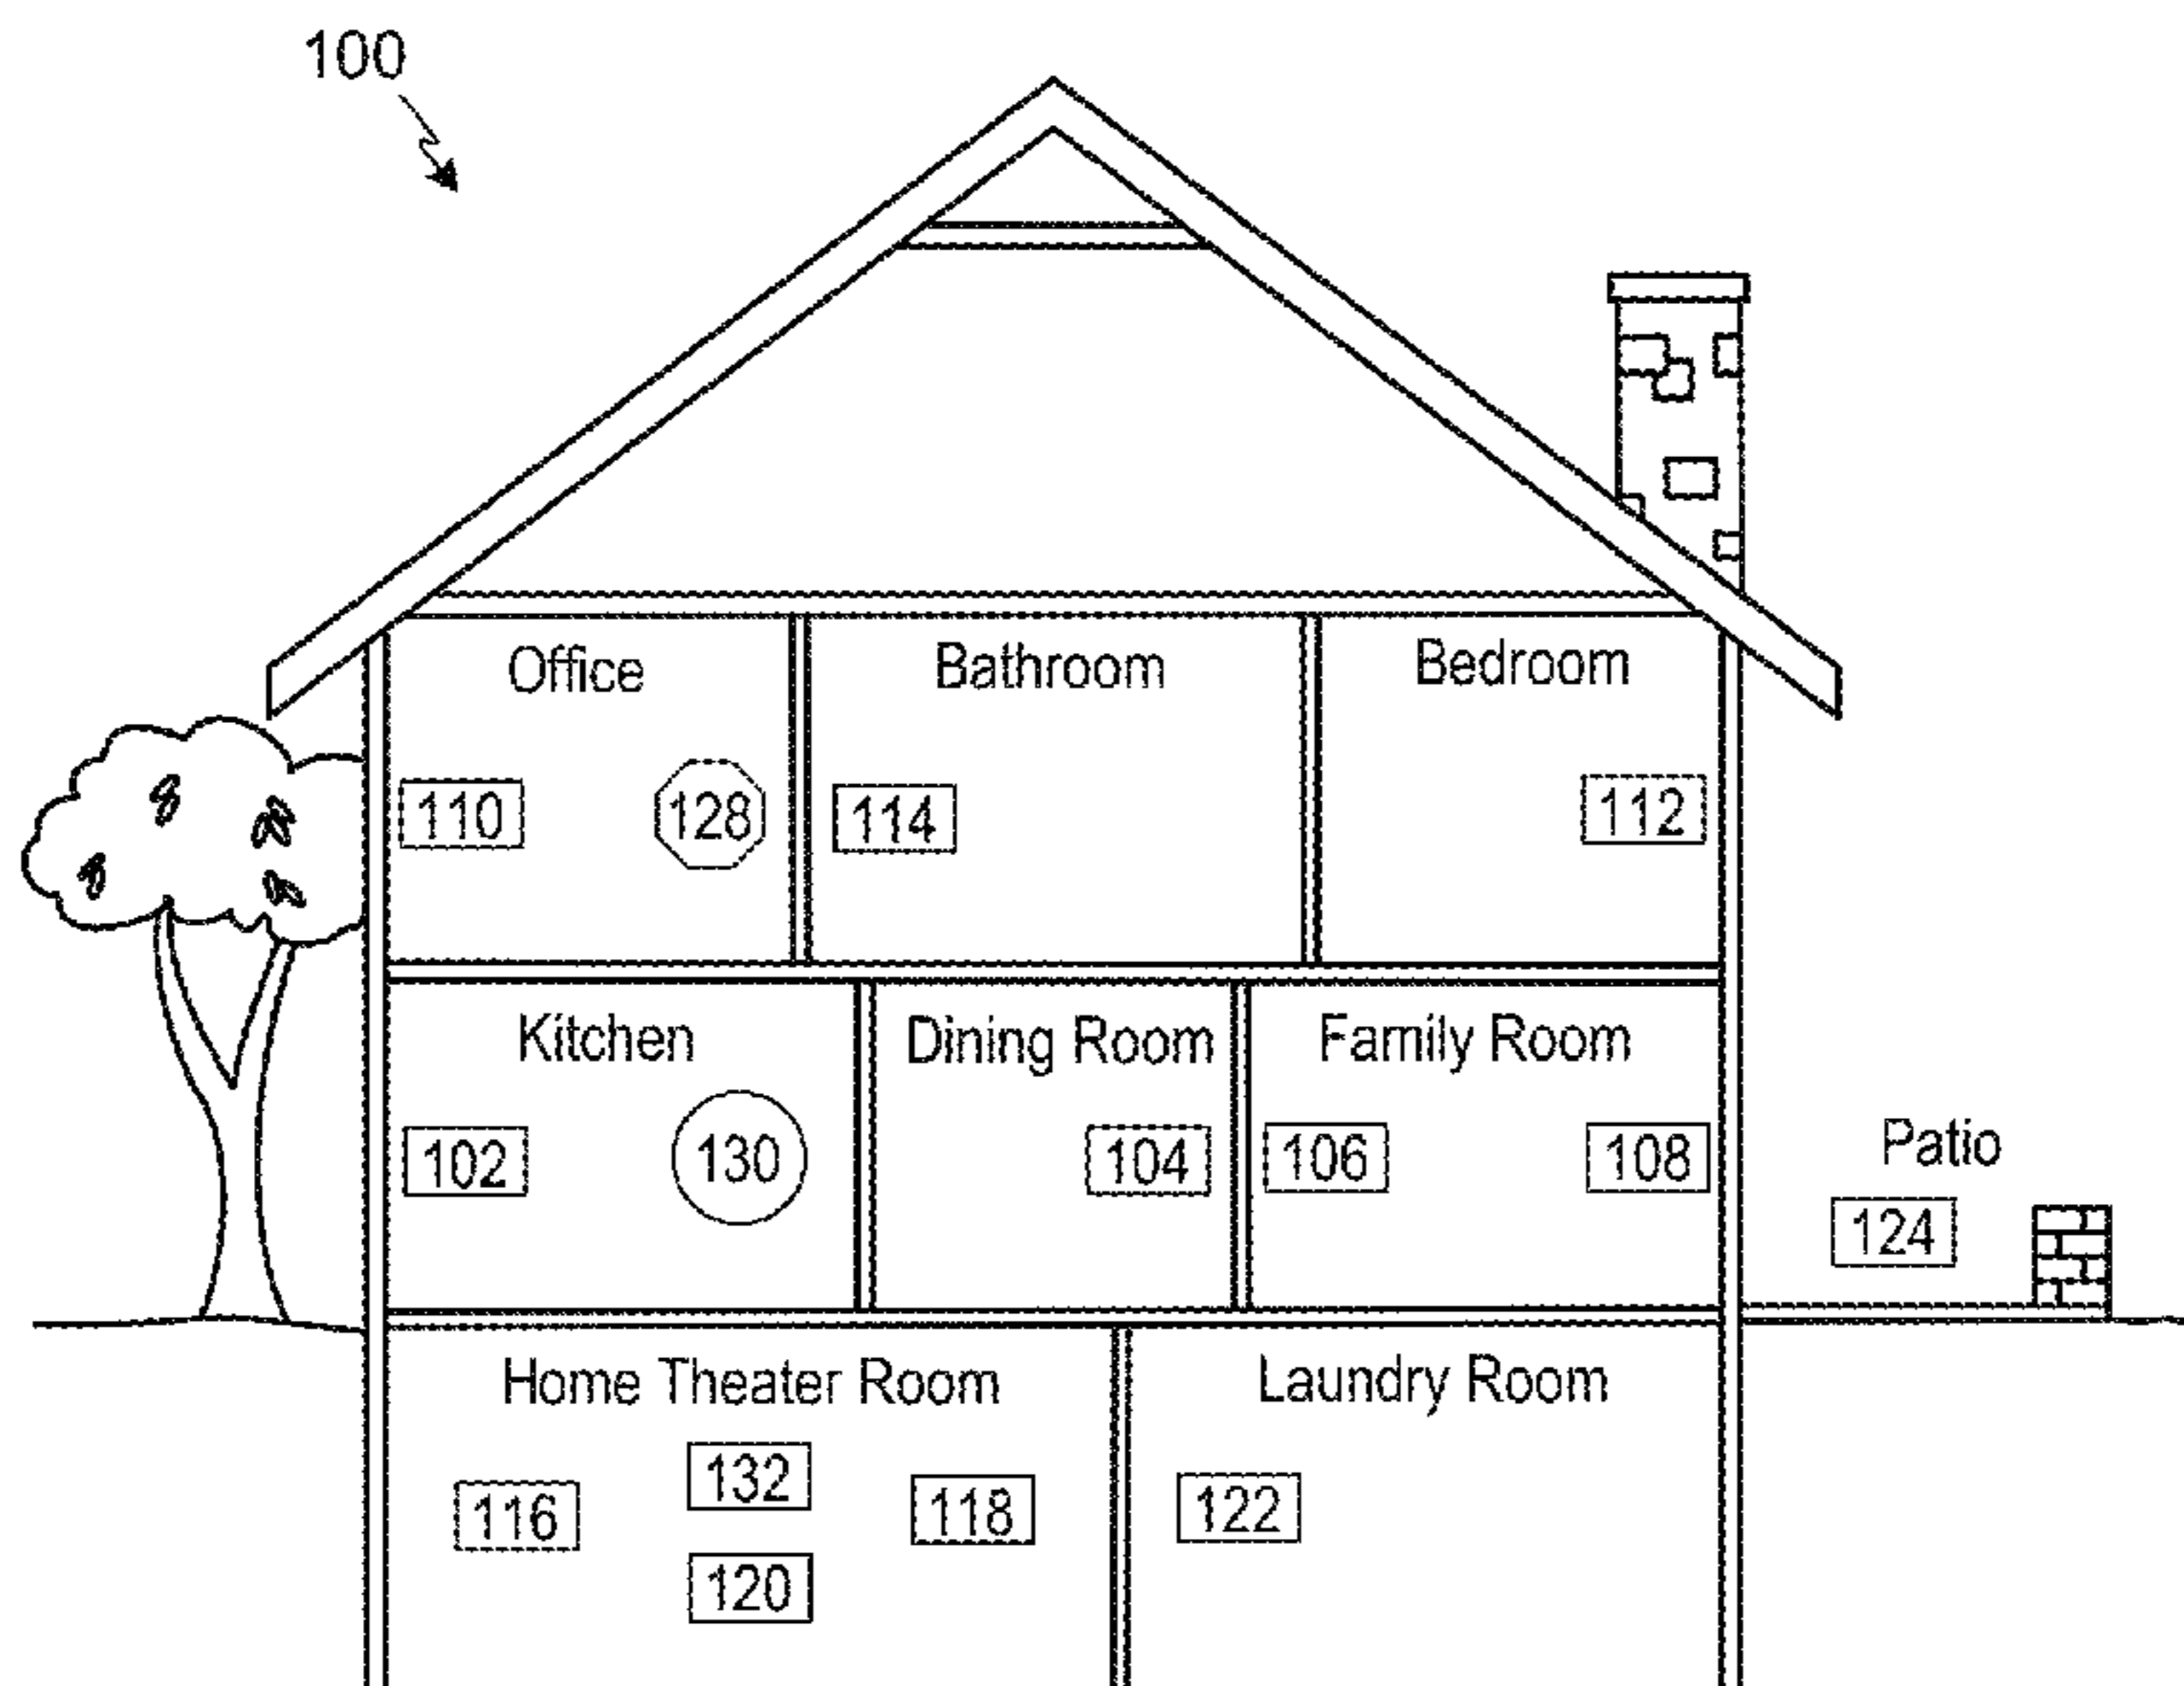 100
Office Bathroom Bedroom
110 128 114 112
Kitchen Dining Room Family Room
102 130 104 106 108
Patio
124
Home Theater Room Laundry Room
116 132 118 122
120